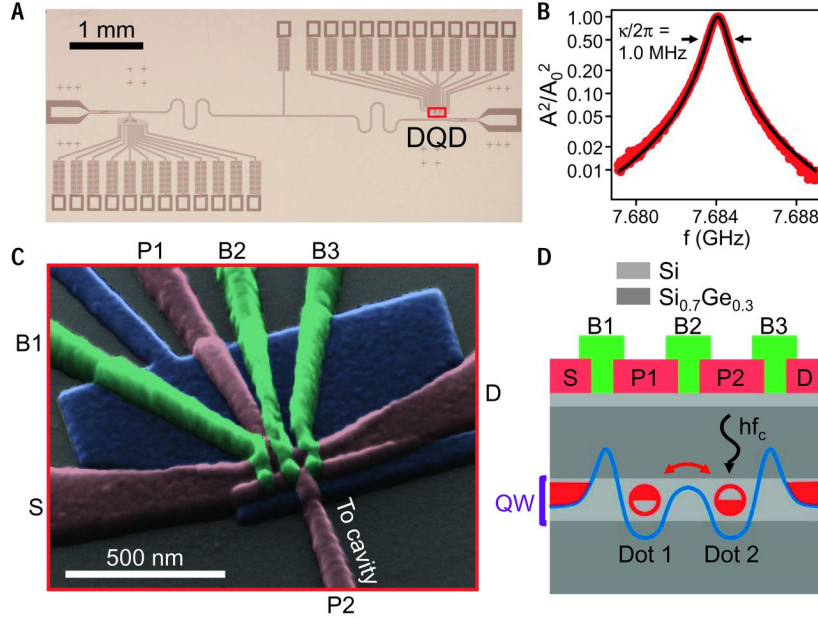 A
1 mm
DQD
B
κ/2π =
1.0 MHz
A²/A₀²
1.00
0.50
0.20
0.10
0.05
0.02
0.01
7.680
7.684
7.688
f (GHz)
C
P1
B2
B3
B1
D
S
To cavity
500 nm
P2
D
Si
Si₀.₇Ge₀.₃
B1
B2
B3
S
P1
P2
D
hf꜀
QW
Dot 1
Dot 2